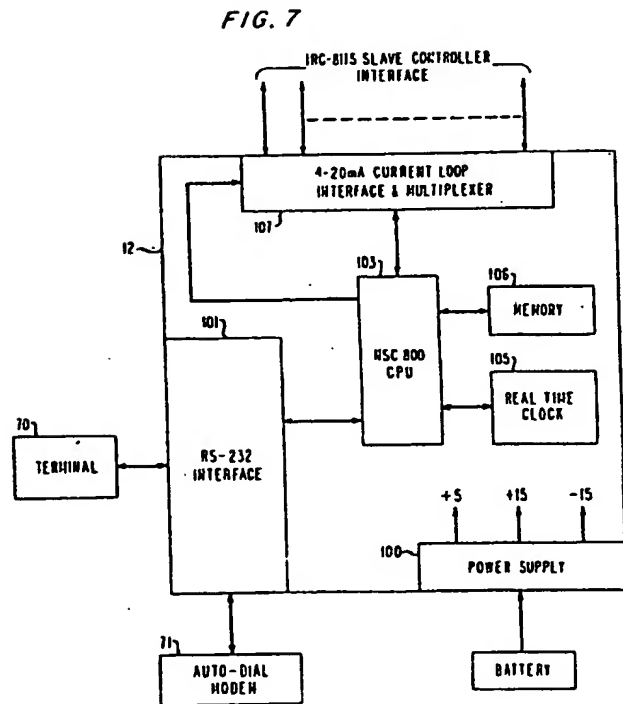 FIG. 7
IRC-8115 SLAVE CONTROLLER
INTERFACE
4-20mA CURRENT LOOP
INTERFACE & MULTIPLEXER
107
12
103
106
101
NSC 800
CPU
MEMORY
105
REAL TIME
CLOCK
70
TERMINAL
RS-232
INTERFACE
+5
+15
-15
100
POWER SUPPLY
71
AUTO-DIAL
MODEM
BATTERY